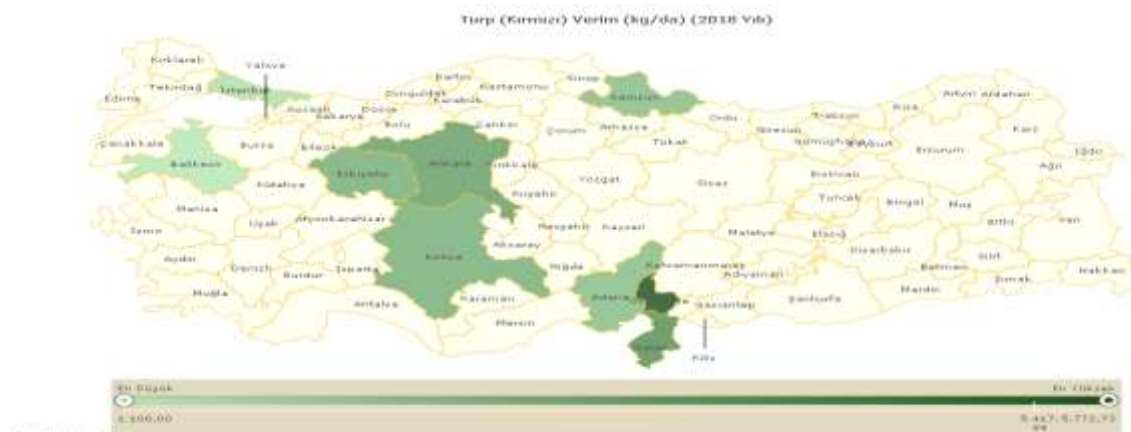 Turp (Kırmızı) Verim (kg/da) (2018 Yılı)
Kırklareli
Yalova
Tekirdağ
İstanbul
Edirne
Bartın
Zonguldak
Karabük
Kastamonu
Sinop
Samsun
Kocaeli
Sakarya
Düzce
Bolu
Çankırı
Çorum
Amasya
Ordu
Giresun
Trabzon
Rize
Artvin Ardahan
Kars
Iğdır
Ağrı
Çanakkale
Balıkesir
Bursa
Bilecik
Eskişehir
Ankara
Kırıkkale
Tokat
Gümüşhane
Bayburt
Erzurum
Erzincan
Kütahya
Kırşehir
Yozgat
Sivas
Tunceli
Bingöl
Muş
Bitlis
Van
Manisa
Uşak
Afyonkarahisar
Nevşehir
Kayseri
Malatya
Elazığ
Diyarbakır
İzmir
Aydın
Denizli
Burdur
Isparta
Konya
Aksaray
Niğde
Kahramanmaraş
Adıyaman
Batman
Siirt
Şırnak
Hakkari
Muğla
Antalya
Karaman
Mersin
Adana
Gaziantep
Şanlıurfa
Mardin
Kilis
En Düşük
En Yüksek
1.100,00